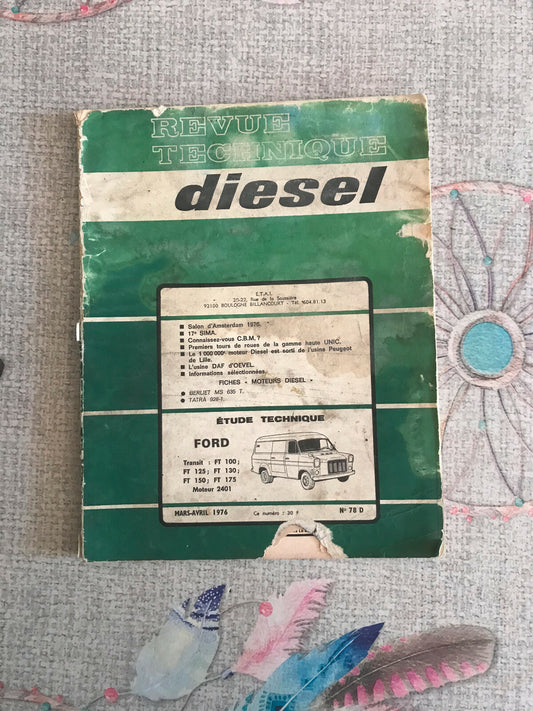 REVUE
TECHNIQUE
diesel
E.T.A.I.
20-22, Rue de la Saussière
92100 BOULOGNE BILLANCOURT - Tél. 604.81.13
■ Salon d'Amsterdam 1976.
■ 17e SIMA.
■ Connaissez-vous C.B.M. ?
■ Premiers tours de roues de la gamme haute UNIC.
■ Le 1 000 000e moteur Diesel est sorti de l'usine Peugeot
de Lille.
■ L'usine DAF d'OEVEL.
■ Informations sélectionnées.
FICHES « MOTEURS DIESEL »
● BERLIET MS 635 T.
● TATRA 928-1.
ÉTUDE TECHNIQUE
FORD
Transit : FT 100 ;
FT 125 ; FT 130 ;
FT 150 ; FT 175
Moteur 2401
MARS-AVRIL 1976
Ce numéro : 30 F
N° 78 D